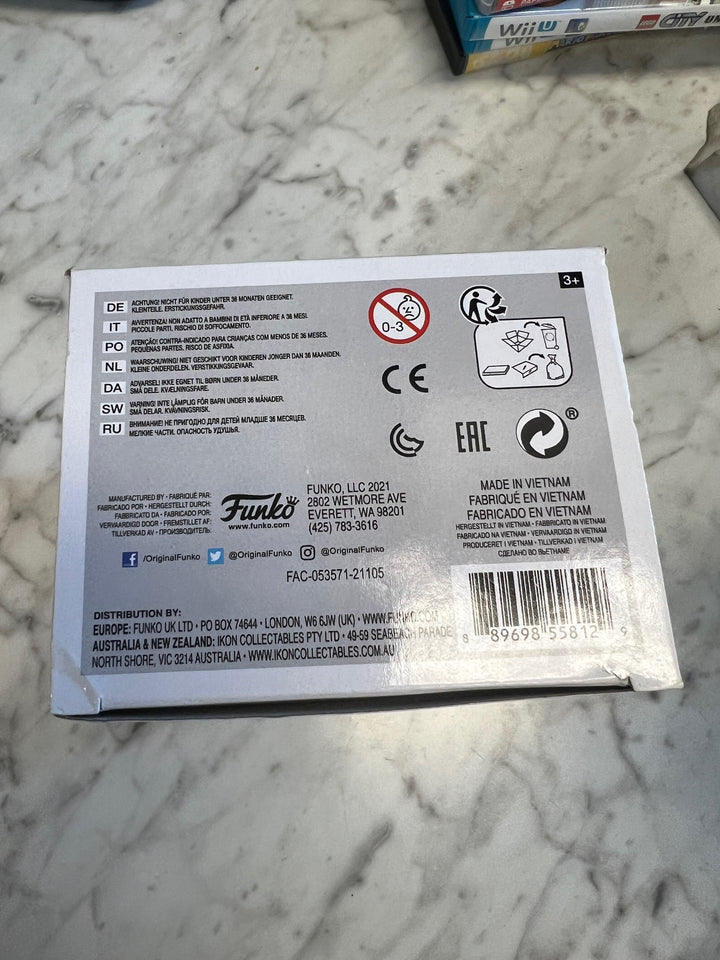 Wii U
LEGO CITY UN
Wii U
3+
DE ACHTUNG! NICHT FÜR KINDER UNTER 36 MONATEN GEEIGNET.
KLEINTEILE. ERSTICKUNGSGEFAHR.
IT AVVERTENZA! NON ADATTO A BAMBINI DI ETÀ INFERIORE A 36 MESI.
PICCOLE PARTI, RISCHIO DI SOFFOCAMENTO.
PO ATENÇÃO! CONTRA-INDICADO PARA CRIANÇAS COM MENOS DE 36 MESES.
PEQUENAS PARTES, RISCO DE ASFIXIA.
NL WAARSCHUWING! NIET GESCHIKT VOOR KINDEREN JONGER DAN 36 MAANDEN.
KLEINE ONDERDELEN. VERSTIKKINGSGEVAAR.
DA ADVARSEL! IKKE EGNET TIL BØRN UNDER 36 MÅNEDER.
SMÅ DELE. KVÆLNINGSFARE.
SW VARNING! INTE LÄMPLIG FÖR BARN UNDER 36 MÅNADER.
SMÅ DELAR. KVÄVNINGSRISK.
RU ВНИМАНИЕ! НЕ ПРИГОДНО ДЛЯ ДЕТЕЙ МЛАДШЕ 36 МЕСЯЦЕВ.
МЕЛКИЕ ЧАСТИ. ОПАСНОСТЬ УДУШЬЯ.
0-3
CE
EAC
®
MANUFACTURED BY • FABRIQUÉ PAR:
FABRICADO POR • HERGESTELLT DURCH:
FABBRICATO DA • FABRICADO POR:
VERVAARDIGD DOOR • FREMSTILLET AF:
TILLVERKAD AV • ПРОИЗВОДИТЕЛЬ:
Funko
www.funko.com
FUNKO, LLC 2021
2802 WETMORE AVE
EVERETT, WA 98201
(425) 783-3616
/OriginalFunko @OriginalFunko @OriginalFunko
FAC-053571-21105
MADE IN VIETNAM
FABRIQUÉ EN VIETNAM
FABRICADO EN VIETNAM
HERGESTELLT IN VIETNAM • FABBRICATO IN VIETNAM
FABRICADO NA VIETNAM • VERVAARDIGD IN VIETNAM
PRODUCERET I VIETNAM • TILLVERKAD I VIETNAM
СДЕЛАНО ВО ВЬЕТНАМЕ
8 89698 55812 9
DISTRIBUTION BY:
EUROPE: FUNKO UK LTD • PO BOX 74644 • LONDON, W6 6JW (UK) • WWW.FUNKO.COM
AUSTRALIA & NEW ZEALAND: IKON COLLECTABLES PTY LTD • 49-59 SEABEACH PARADE
NORTH SHORE, VIC 3214 AUSTRALIA • WWW.IKONCOLLECTABLES.COM.AU